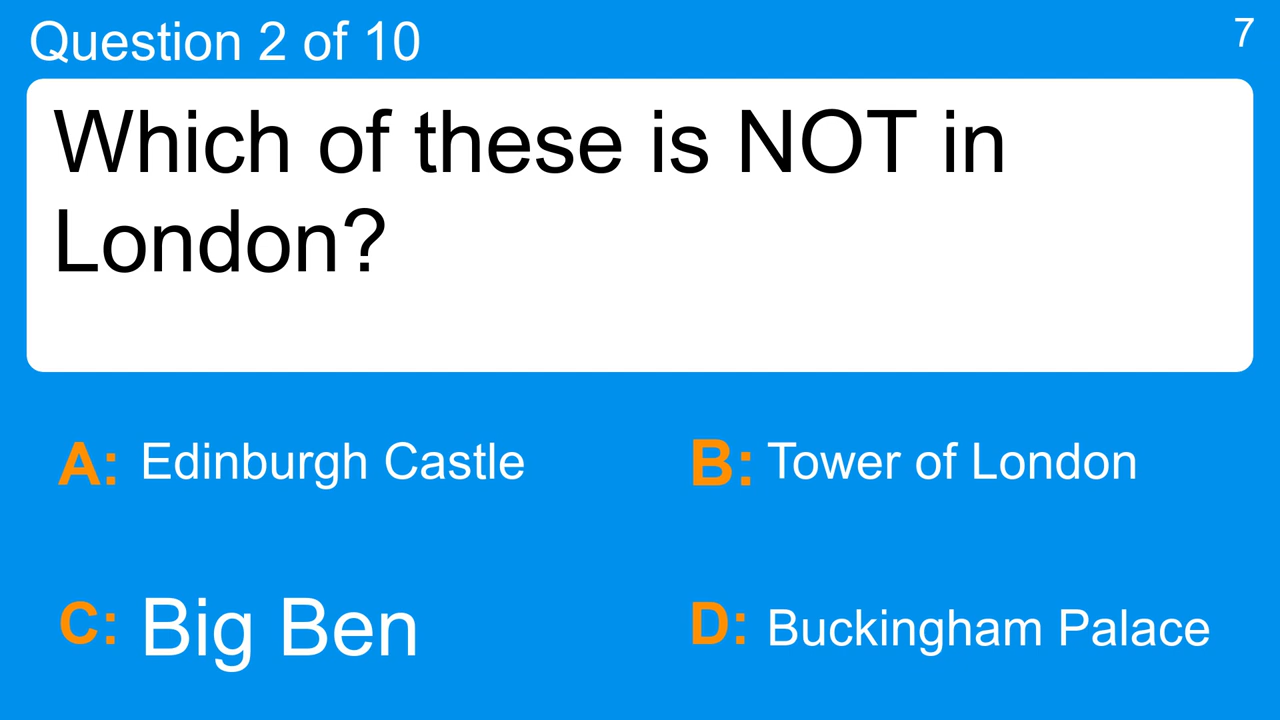 Question 2 of 10
7
Which of these is NOT in
London?
A: Edinburgh Castle
B: Tower of London
C: Big Ben
D: Buckingham Palace